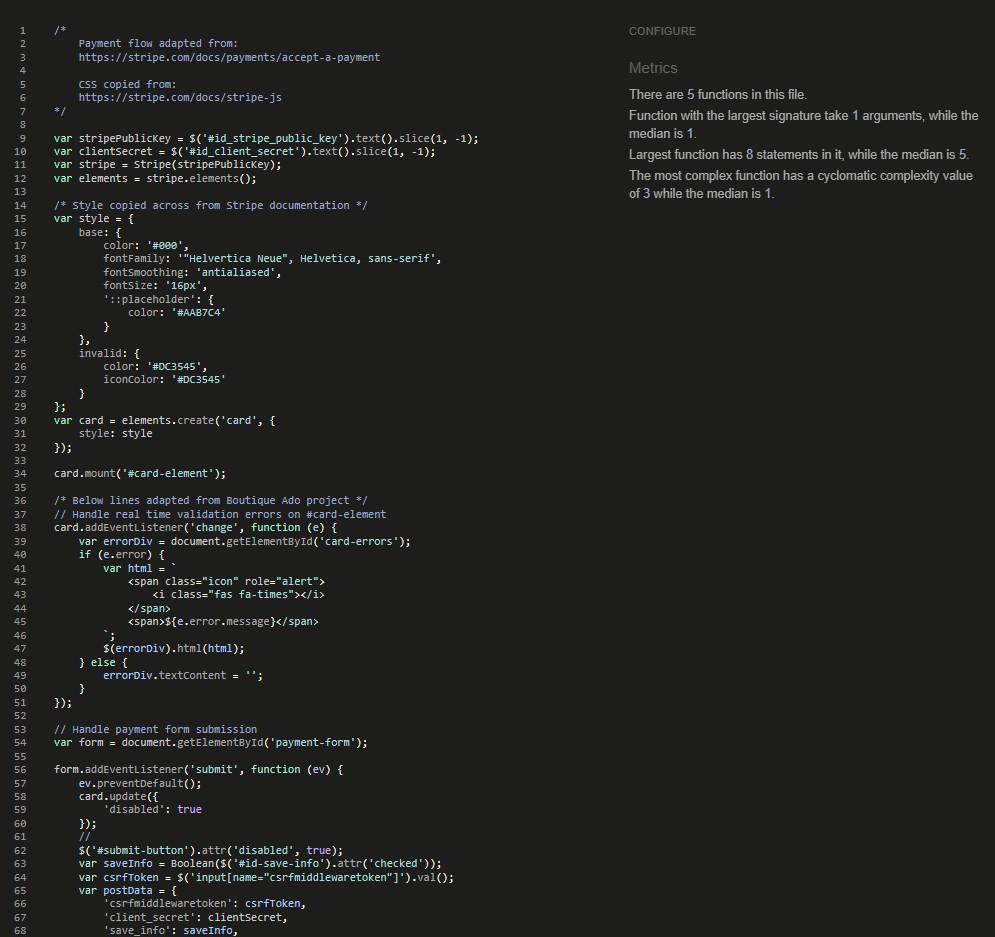 1 /*
2     Payment flow adapted from:
3     https://stripe.com/docs/payments/accept-a-payment
4
5     CSS copied from:
6     https://stripe.com/docs/stripe-js
7 */
8
9 var stripePublicKey = $('#id_stripe_public_key').text().slice(1, -1);
10 var clientSecret = $('#id_client_secret').text().slice(1, -1);
11 var stripe = Stripe(stripePublicKey);
12 var elements = stripe.elements();
13
14 /* Style copied across from Stripe documentation */
15 var style = {
16     base: {
17         color: '#000',
18         fontFamily: '"Helvertica Neue", Helvetica, sans-serif',
19         fontSmoothing: 'antialiased',
20         fontSize: '16px',
21         '::placeholder': {
22             color: '#AAB7C4'
23         }
24     },
25     invalid: {
26         color: '#DC3545',
27         iconColor: '#DC3545'
28     }
29 };
30 var card = elements.create('card', {
31     style: style
32 });
33
34 card.mount('#card-element');
35
36 /* Below lines adapted from Boutique Ado project */
37 // Handle real time validation errors on #card-element
38 card.addEventListener('change', function (e) {
39     var errorDiv = document.getElementById('card-errors');
40     if (e.error) {
41         var html = `
42             <span class="icon" role="alert">
43                 <i class="fas fa-times"></i>
44             </span>
45             <span>${e.error.message}</span>
46         `;
47         $(errorDiv).html(html);
48     } else {
49         errorDiv.textContent = '';
50     }
51 });
52
53 // Handle payment form submission
54 var form = document.getElementById('payment-form');
55
56 form.addEventListener('submit', function (ev) {
57     ev.preventDefault();
58     card.update({
59         'disabled': true
60     });
61     //
62     $('#submit-button').attr('disabled', true);
63     var saveInfo = Boolean($('#id-save-info').attr('checked'));
64     var csrfToken = $('input[name="csrfmiddlewaretoken"]').val();
65     var postData = {
66         'csrfmiddlewaretoken': csrfToken,
67         'client_secret': clientSecret,
68         'save_info': saveInfo,
CONFIGURE
Metrics
There are 5 functions in this file.
Function with the largest signature take 1 arguments, while the
median is 1.
Largest function has 8 statements in it, while the median is 5.
The most complex function has a cyclomatic complexity value
of 3 while the median is 1.